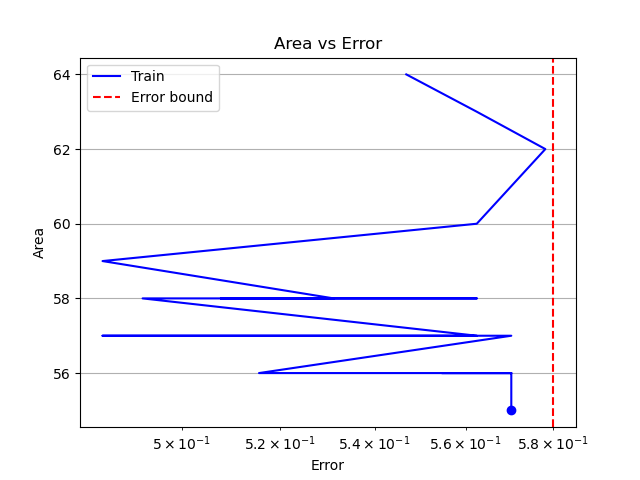 Area vs Error
Train
Error bound
Area
64
62
60
58
56
5 × 10⁻¹
5.2 × 10⁻¹
5.4 × 10⁻¹
5.6 × 10⁻¹
5.8 × 10⁻¹
Error